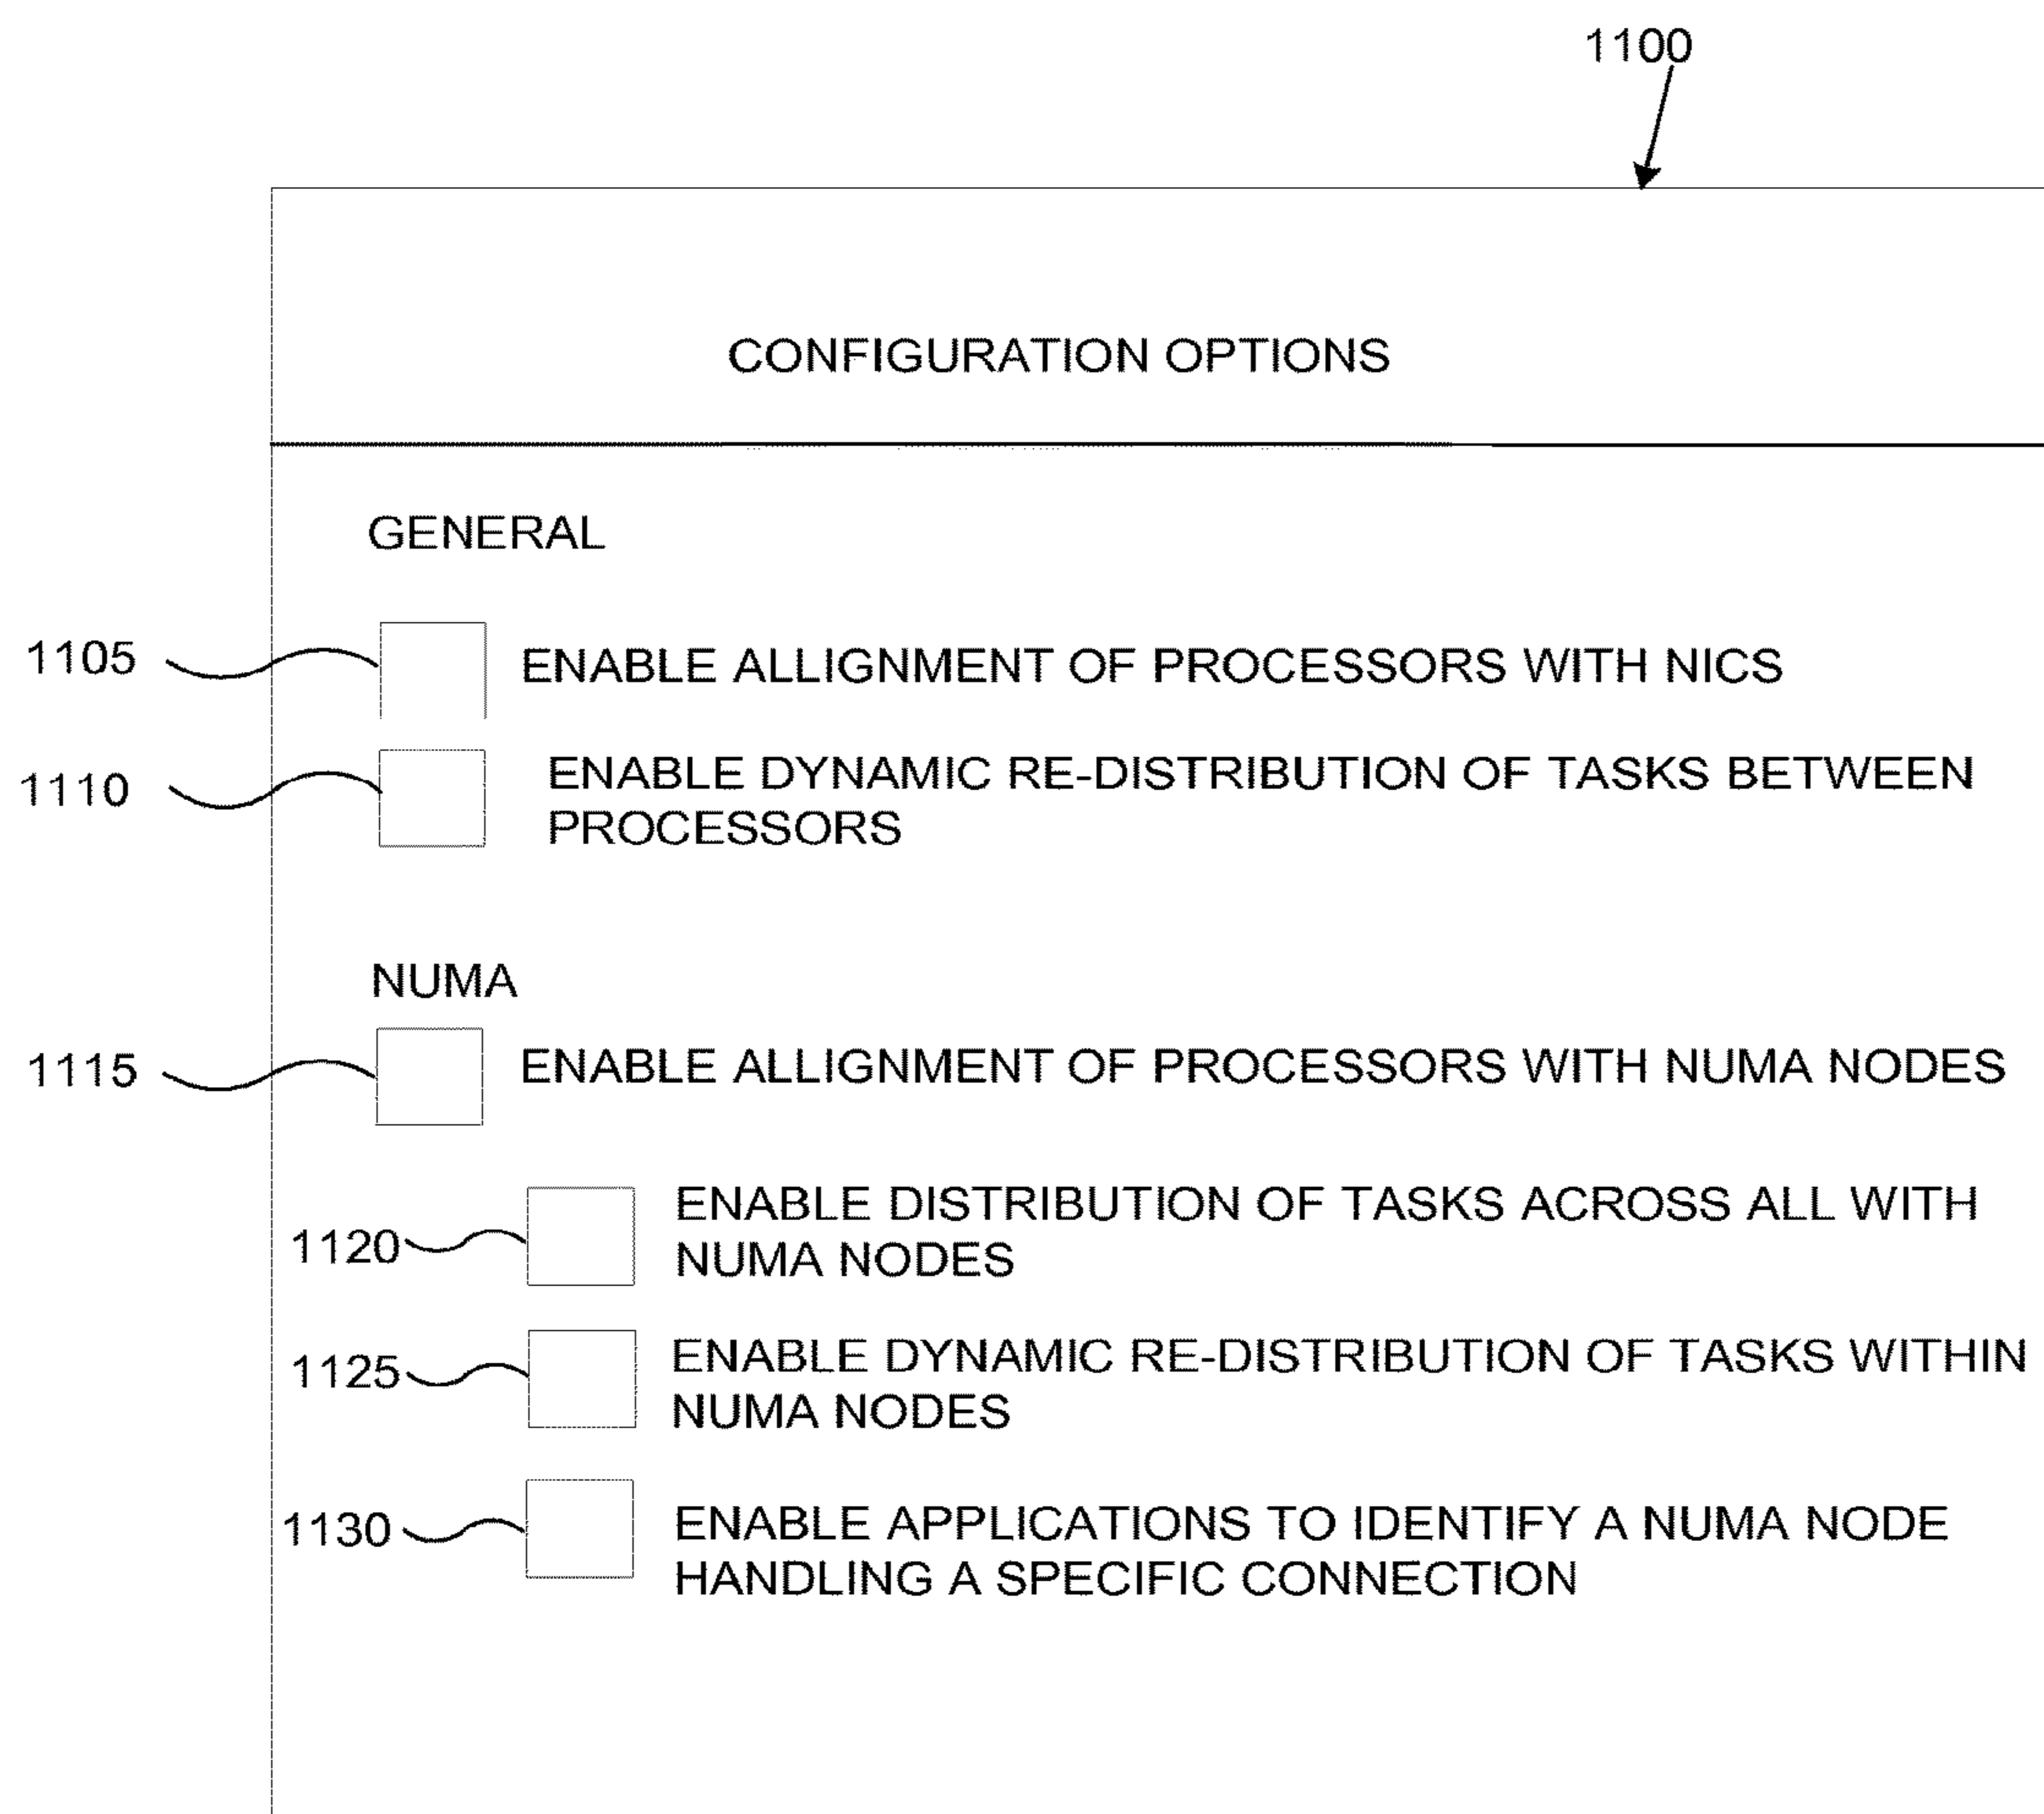 1100
CONFIGURATION OPTIONS
GENERAL
1105 ENABLE ALLIGNMENT OF PROCESSORS WITH NICS
1110 ENABLE DYNAMIC RE-DISTRIBUTION OF TASKS BETWEEN
PROCESSORS
NUMA
1115 ENABLE ALLIGNMENT OF PROCESSORS WITH NUMA NODES
1120 ENABLE DISTRIBUTION OF TASKS ACROSS ALL WITH
NUMA NODES
1125 ENABLE DYNAMIC RE-DISTRIBUTION OF TASKS WITHIN
NUMA NODES
1130 ENABLE APPLICATIONS TO IDENTIFY A NUMA NODE
HANDLING A SPECIFIC CONNECTION